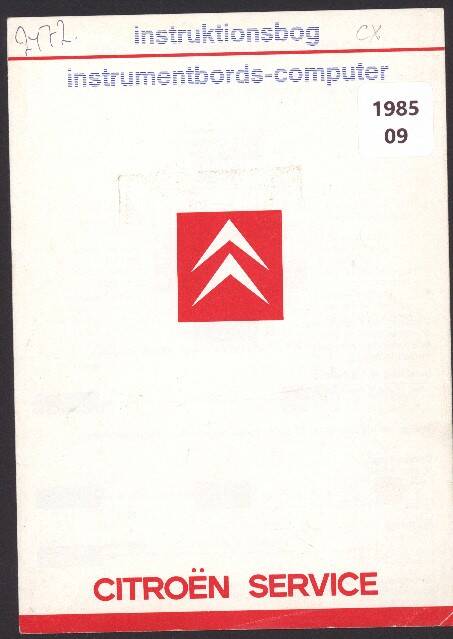 instruktionsbog
CX
instrumentbords-computer
1985
09
CITROËN SERVICE